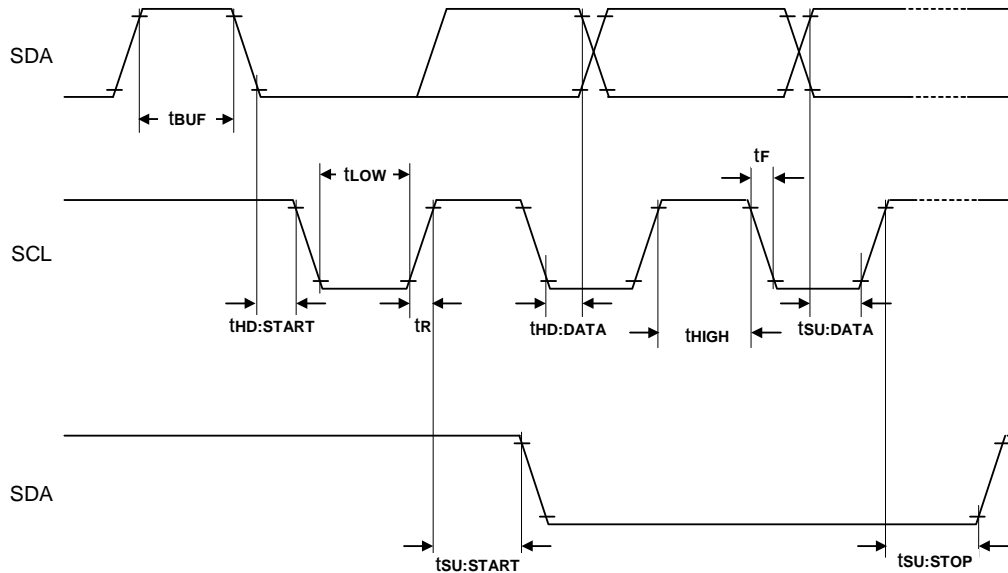 SDA
tBUF
tLOW
tF
SCL
tHD:START
tR
tHD:DATA
tHIGH
tSU:DATA
SDA
tSU:START
tSU:STOP